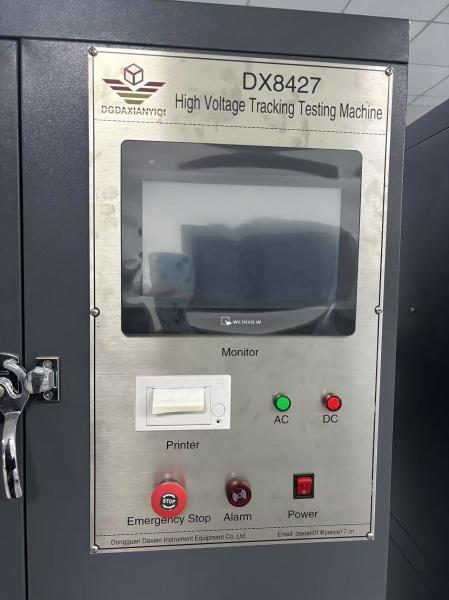 DX8427
DGDAXIANYIQI
High Voltage Tracking Testing Machine
WEINVIEW
Monitor
AC
DC
Printer
STOP
Emergency Stop
Alarm
Power
Dongguan Daxian Instrument Equipment Co.,Ltd.